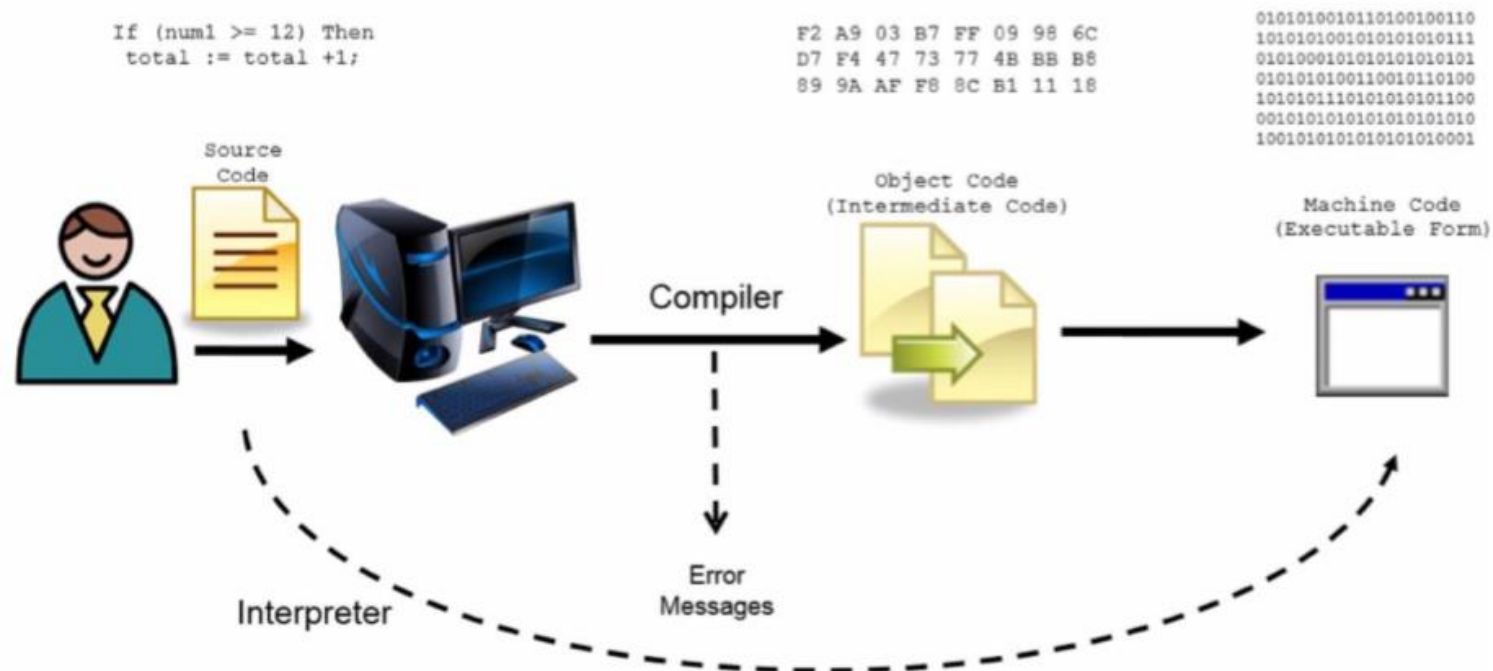 If (num1 >= 12) Then
total := total +1;
F2 A9 03 B7 FF 09 98 6C
D7 F4 47 73 77 4B BB B8
89 9A AF F8 8C B1 11 18
0101010010110100100110
1010101001010101010111
0101000101010101010101
0101010100110010110100
1010101110101010101100
0010101010101010101010
1001010101010101010001
Source
Code
Object Code
(Intermediate Code)
Machine Code
(Executable Form)
Compiler
Error
Messages
Interpreter